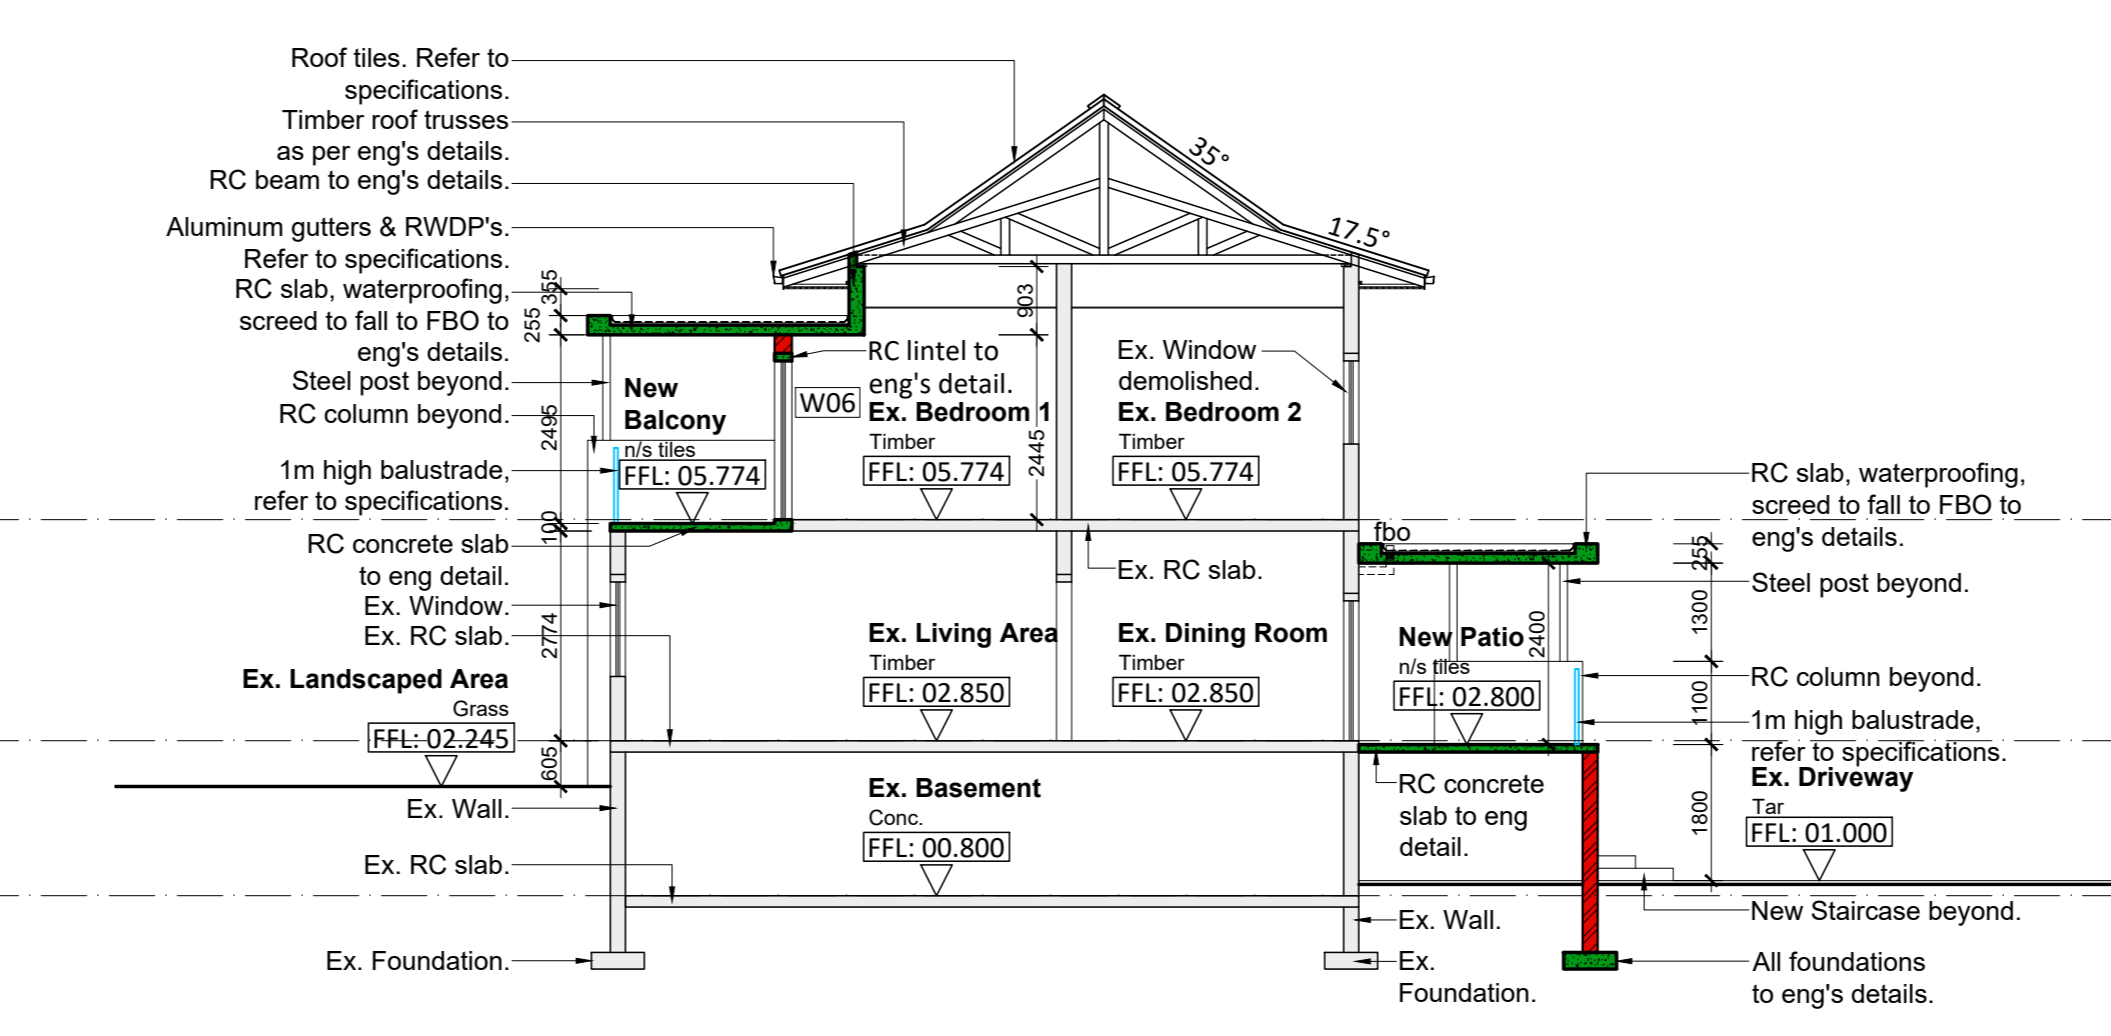 Roof tiles. Refer to
specifications.
Timber roof trusses
as per eng's details.
RC beam to eng's details.
Aluminum gutters & RWDP's.
Refer to specifications.
RC slab, waterproofing,
screed to fall to FBO to
eng's details.
Steel post beyond.
RC column beyond.
1m high balustrade,
refer to specifications.
RC concrete slab
to eng detail.
Ex. Window.
Ex. RC slab.
Ex. Landscaped Area
Grass
FFL: 02.245
Ex. Wall.
Ex. RC slab.
Ex. Foundation.
355
255
2495
100
2774
605
35°
17.5°
903
2445
RC lintel to
eng's detail.
W06
New
Balcony
n/s tiles
FFL: 05.774
Ex. Bedroom 1
Timber
FFL: 05.774
Ex. Window
demolished.
Ex. Bedroom 2
Timber
FFL: 05.774
Ex. RC slab.
Ex. Living Area
Timber
FFL: 02.850
Ex. Dining Room
Timber
FFL: 02.850
Ex. Basement
Conc.
FFL: 00.800
fbo
New Patio
n/s tiles
FFL: 02.800
2400
RC concrete
slab to eng
detail.
Ex. Wall.
Ex.
Foundation.
255
1300
1100
1800
RC slab, waterproofing,
screed to fall to FBO to
eng's details.
Steel post beyond.
RC column beyond.
1m high balustrade,
refer to specifications.
Ex. Driveway
Tar
FFL: 01.000
New Staircase beyond.
All foundations
to eng's details.